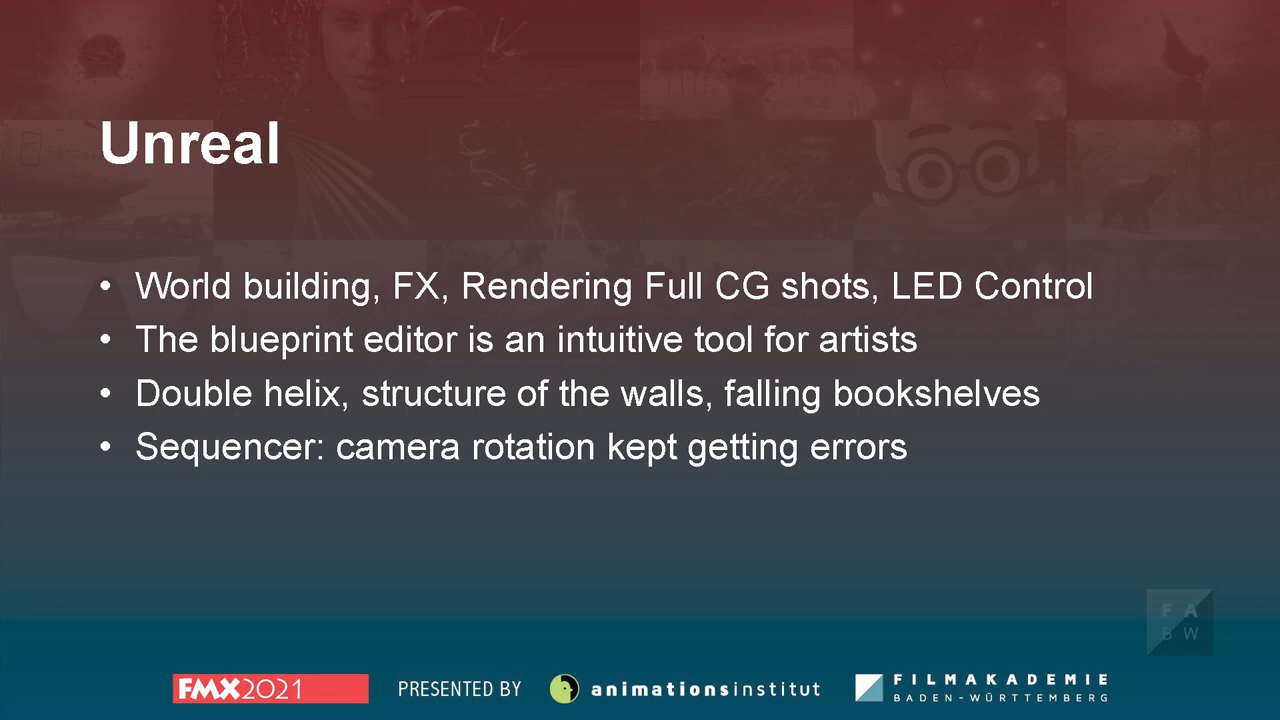 Unreal
• World building, FX, Rendering Full CG shots, LED Control
• The blueprint editor is an intuitive tool for artists
• Double helix, structure of the walls, falling bookshelves
• Sequencer: camera rotation kept getting errors
F A
B W
FMX2021 PRESENTED BY animationsinstitut FILMAKADEMIE
BADEN-WÜRTTEMBERG